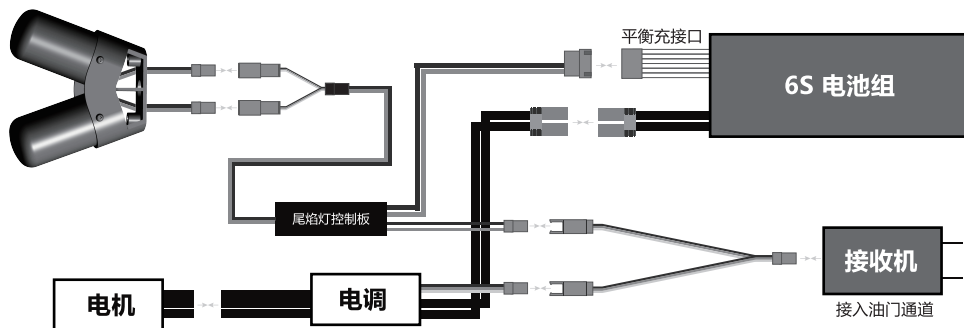 平衡充接口
6S 电池组
尾焰灯控制板
接收机
电机
电调
接入油门通道